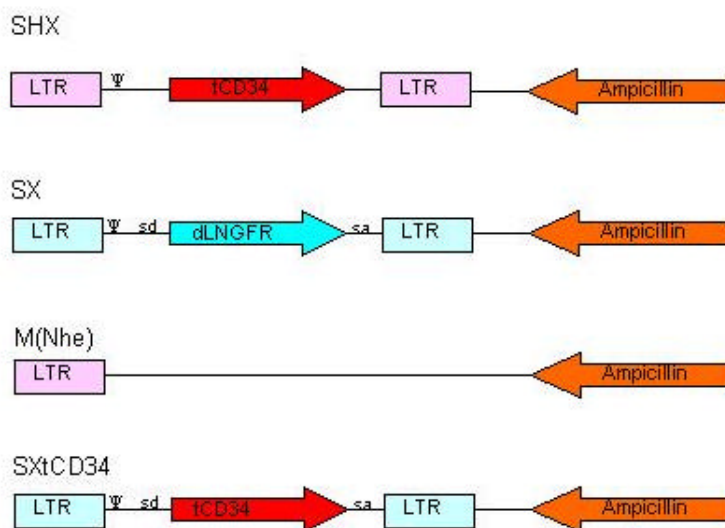 SHX
LTR Ψ tCD34 LTR Ampicillin
SX
LTR Ψ sd dLNGFR sa LTR Ampicillin
M(Nhe)
LTR Ampicillin
SXtCD34
LTR Ψ sd tCD34 sa LTR Ampicillin